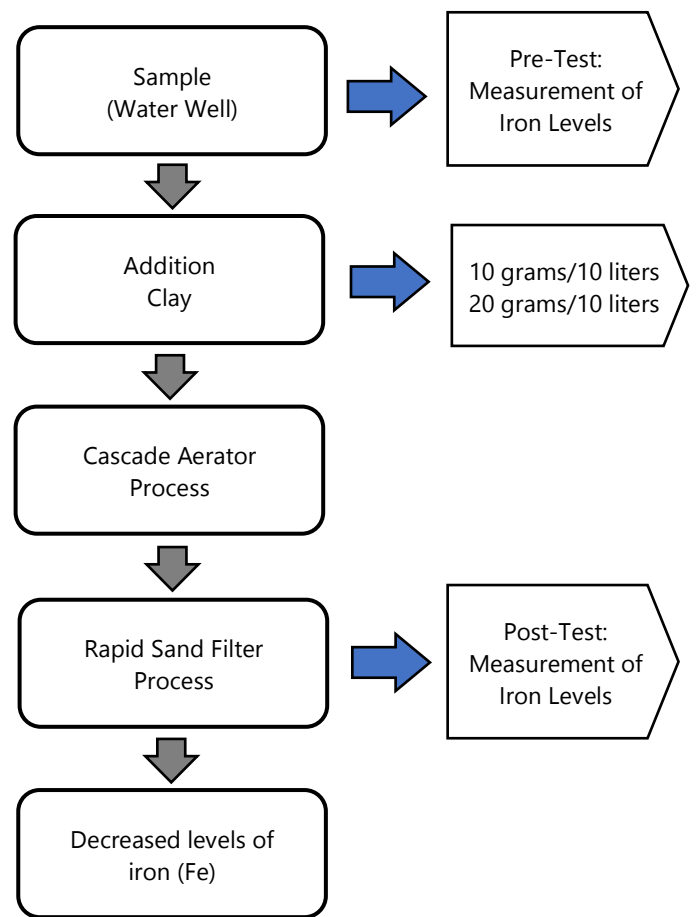 Sample
(Water Well)
Pre-Test:
Measurement of
Iron Levels
Addition
Clay
10 grams/10 liters
20 grams/10 liters
Cascade Aerator
Process
Rapid Sand Filter
Process
Post-Test:
Measurement of
Iron Levels
Decreased levels of
iron (Fe)